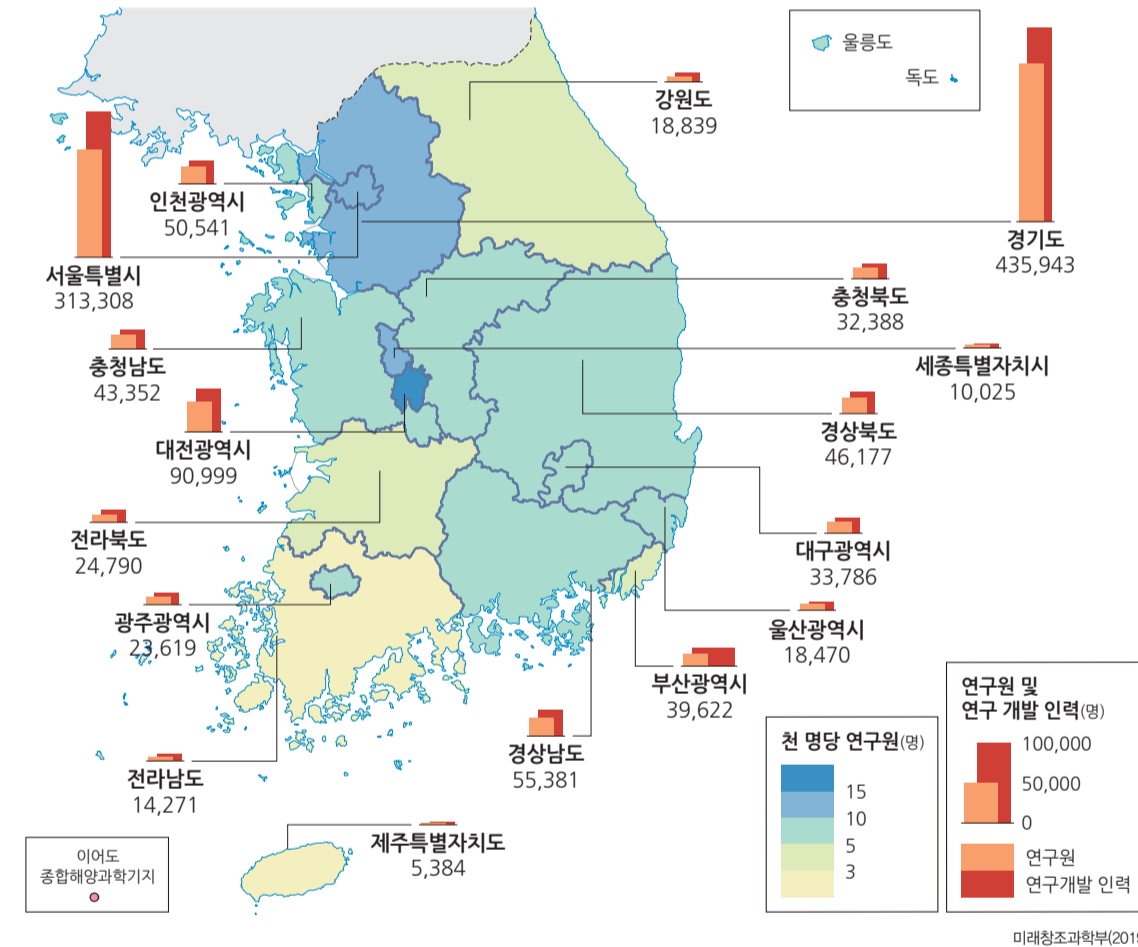 울릉도
독도
강원도
18,839
인천광역시
50,541
서울특별시
313,308
경기도
435,943
충청북도
32,388
충청남도
43,352
세종특별자치시
10,025
대전광역시
90,999
경상북도
46,177
전라북도
24,790
대구광역시
33,786
광주광역시
23,619
울산광역시
18,470
부산광역시
39,622
경상남도
55,381
전라남도
14,271
제주특별자치도
5,384
이어도
종합해양과학기지
천 명당 연구원(명)
15
10
5
3
연구원 및
연구 개발 인력(명)
100,000
50,000
0
연구원
연구개발 인력
미래창조과학부(2019